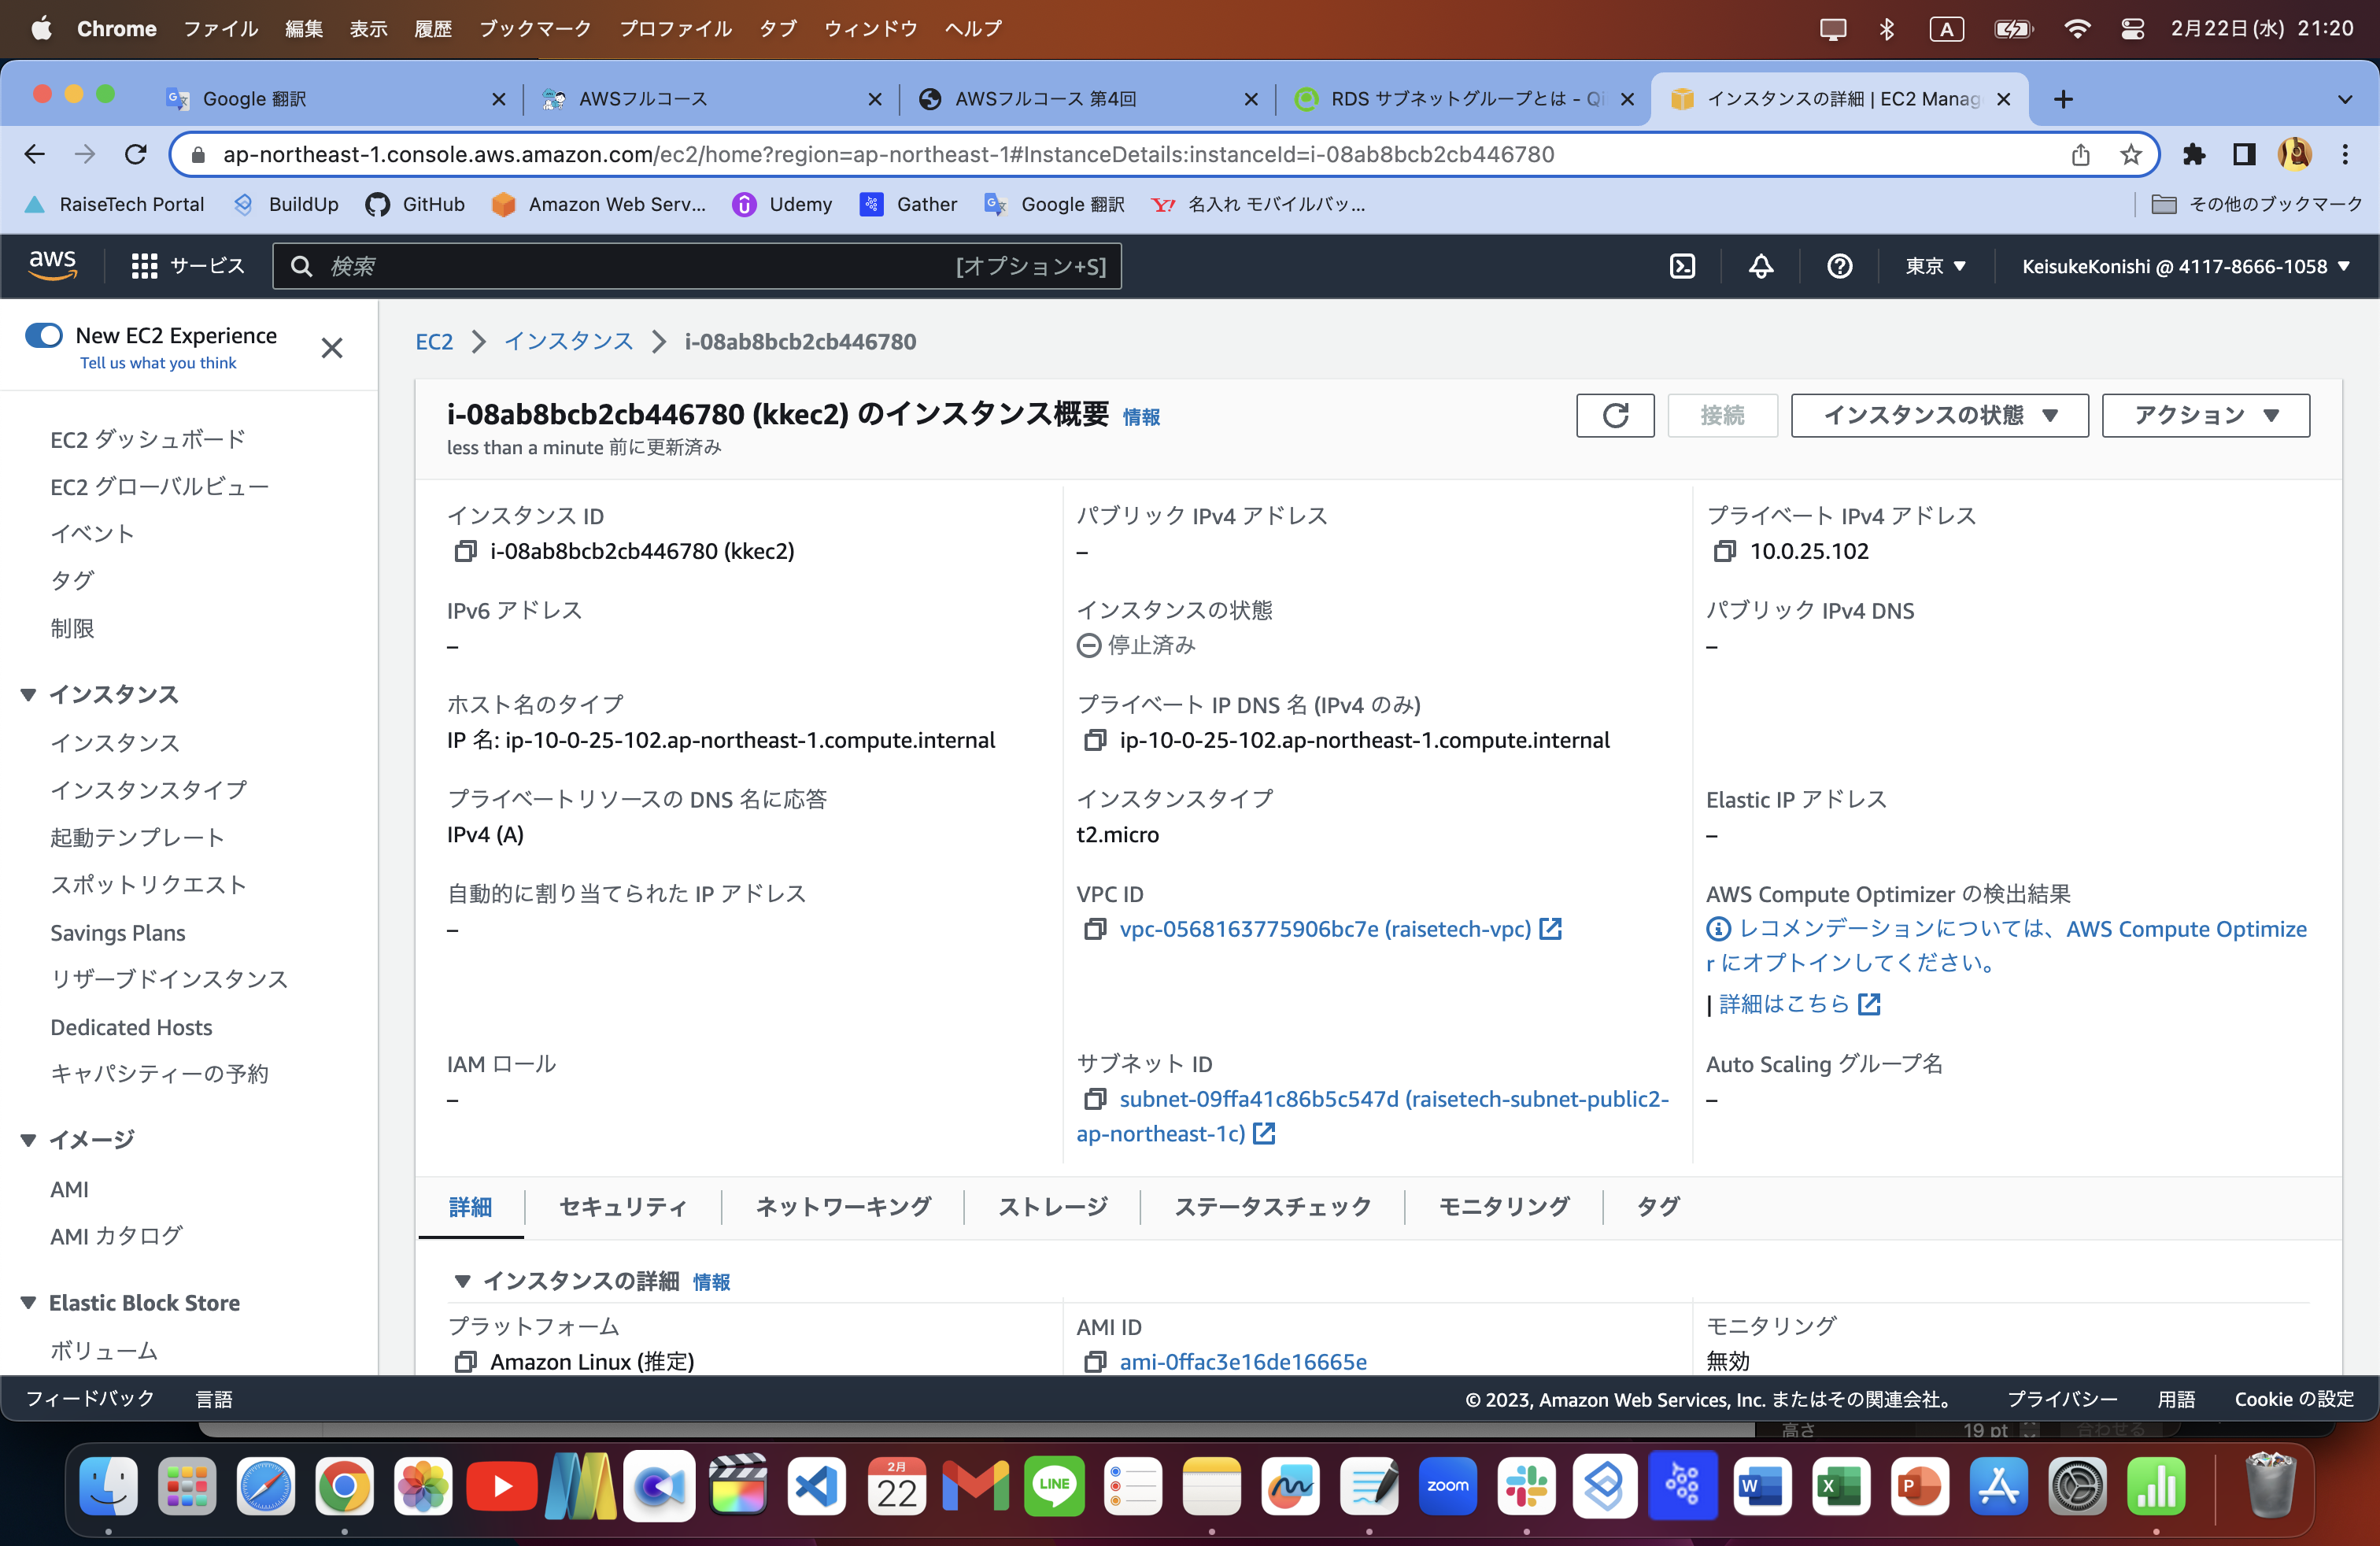 Chrome ファイル 編集 表示 履歴 ブックマーク プロファイル タブ ウィンドウ ヘルプ A 2月22日(水) 21:20
Google 翻訳 AWSフルコース AWSフルコース 第4回 RDS サブネットグループとは - Qi インスタンスの詳細 | EC2 Manag
ap-northeast-1.console.aws.amazon.com/ec2/home?region=ap-northeast-1#InstanceDetails:instanceId=i-08ab8bcb2cb446780
RaiseTech Portal BuildUp GitHub Amazon Web Serv... Udemy Gather Google 翻訳 Y! 名入れ モバイルバッ... その他のブックマーク
aws サービス 検索 [オプション+S] 東京 KeisukeKonishi @ 4117-8666-1058
New EC2 Experience
Tell us what you think
EC2 ダッシュボード
EC2 グローバルビュー
イベント
タグ
制限
インスタンス
インスタンス
インスタンスタイプ
起動テンプレート
スポットリクエスト
Savings Plans
リザーブドインスタンス
Dedicated Hosts
キャパシティーの予約
イメージ
AMI
AMI カタログ
Elastic Block Store
ボリューム
EC2 インスタンス i-08ab8bcb2cb446780
i-08ab8bcb2cb446780 (kkec2) のインスタンス概要 情報
less than a minute 前に更新済み
接続 インスタンスの状態 アクション
インスタンス ID
i-08ab8bcb2cb446780 (kkec2)
パブリック IPv4 アドレス
–
プライベート IPv4 アドレス
10.0.25.102
IPv6 アドレス
–
インスタンスの状態
停止済み
パブリック IPv4 DNS
–
ホスト名のタイプ
IP 名: ip-10-0-25-102.ap-northeast-1.compute.internal
プライベート IP DNS 名 (IPv4 のみ)
ip-10-0-25-102.ap-northeast-1.compute.internal
プライベートリソースの DNS 名に応答
IPv4 (A)
インスタンスタイプ
t2.micro
Elastic IP アドレス
–
自動的に割り当てられた IP アドレス
–
VPC ID
vpc-0568163775906bc7e (raisetech-vpc)
AWS Compute Optimizer の検出結果
レコメンデーションについては、AWS Compute Optimize
r にオプトインしてください。
| 詳細はこちら
IAM ロール
–
サブネット ID
subnet-09ffa41c86b5c547d (raisetech-subnet-public2-
ap-northeast-1c)
Auto Scaling グループ名
–
詳細 セキュリティ ネットワーキング ストレージ ステータスチェック モニタリング タグ
インスタンスの詳細 情報
プラットフォーム
Amazon Linux (推定)
AMI ID
ami-0ffac3e16de16665e
モニタリング
無効
フィードバック 言語 © 2023, Amazon Web Services, Inc. またはその関連会社。 プライバシー 用語 Cookie の設定
高さ 19 pt 合わせる
2月
22
LINE
zoom
W
X
P